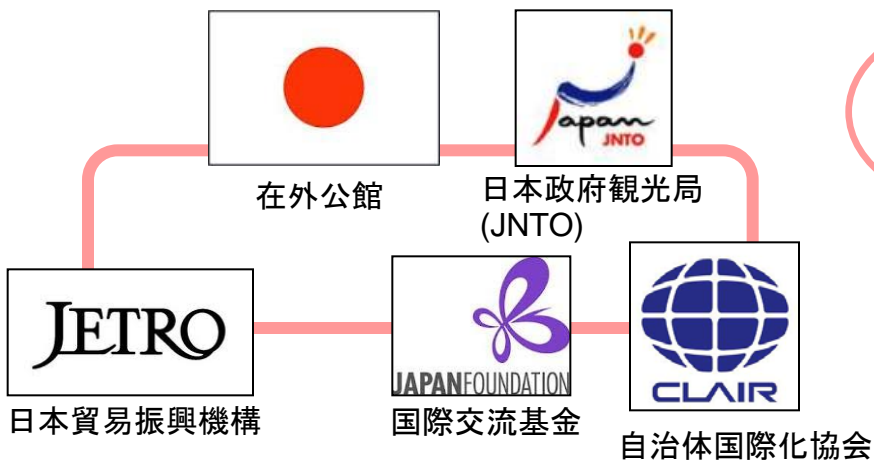 Japan
JNTO
在外公館
日本政府観光局
(JNTO)
JETRO
JAPANFOUNDATION
CLAIR
日本貿易振興機構
国際交流基金
自治体国際化協会